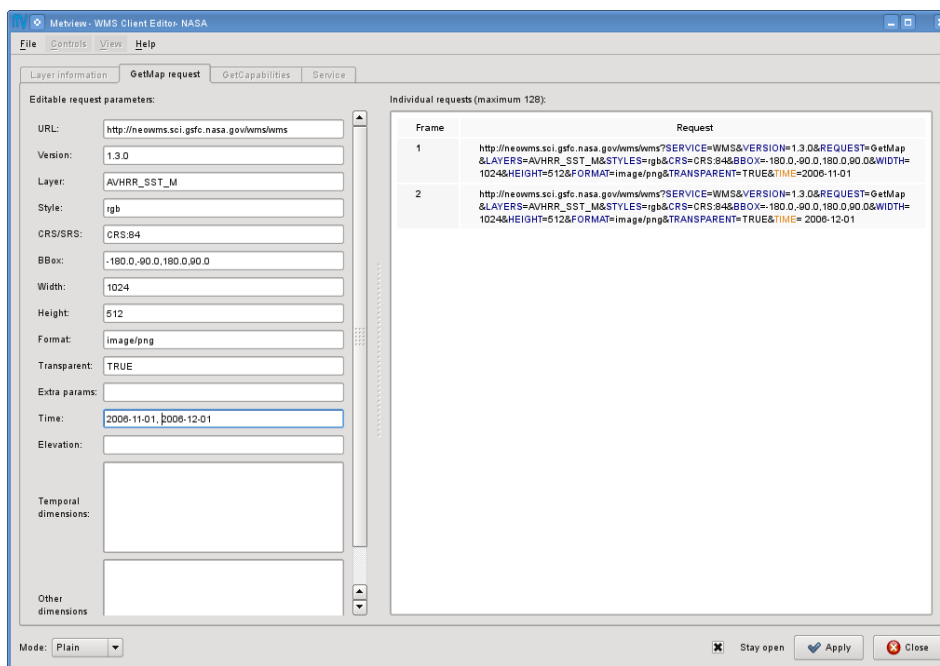 Metview - WMS Client Editor- NASA
File Controls View Help
Layer information GetMap request GetCapabilities Service
Editable request parameters:
URL: http://neowms.sci.gsfc.nasa.gov/wms/wms
Version: 1.3.0
Layer: AVHRR_SST_M
Style: rgb
CRS/SRS: CRS:84
BBox: -180.0,-90.0,180.0,90.0
Width: 1024
Height: 512
Format: image/png
Transparent: TRUE
Extra params:
Time: 2006-11-01, 2006-12-01
Elevation:
Temporal
dimensions:
Other
dimensions
Individual requests (maximum 128):
Frame Request
1 http://neowms.sci.gsfc.nasa.gov/wms/wms?SERVICE=WMS&VERSION=1.3.0&REQUEST=GetMap
&LAYERS=AVHRR_SST_M&STYLES=rgb&CRS=CRS:84&BBOX=-180.0,-90.0,180.0,90.0&WIDTH=
1024&HEIGHT=512&FORMAT=image/png&TRANSPARENT=TRUE&TIME=2006-11-01
2 http://neowms.sci.gsfc.nasa.gov/wms/wms?SERVICE=WMS&VERSION=1.3.0&REQUEST=GetMap
&LAYERS=AVHRR_SST_M&STYLES=rgb&CRS=CRS:84&BBOX=-180.0,-90.0,180.0,90.0&WIDTH=
1024&HEIGHT=512&FORMAT=image/png&TRANSPARENT=TRUE&TIME= 2006-12-01
Mode: Plain Stay open Apply Close